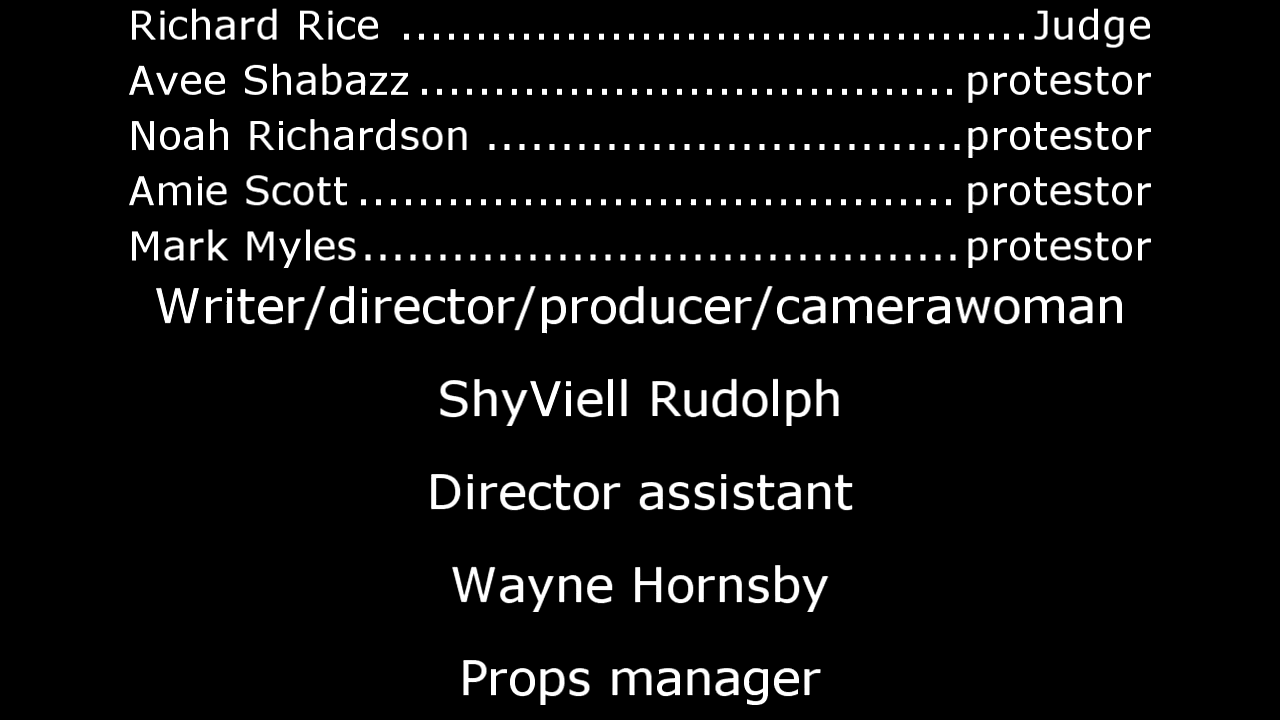 Richard Rice ..........................................Judge
Avee Shabazz .................................... protestor
Noah Richardson ................................protestor
Amie Scott ........................................ protestor
Mark Myles........................................ protestor
Writer/director/producer/camerawoman
ShyViell Rudolph
Director assistant
Wayne Hornsby
Props manager